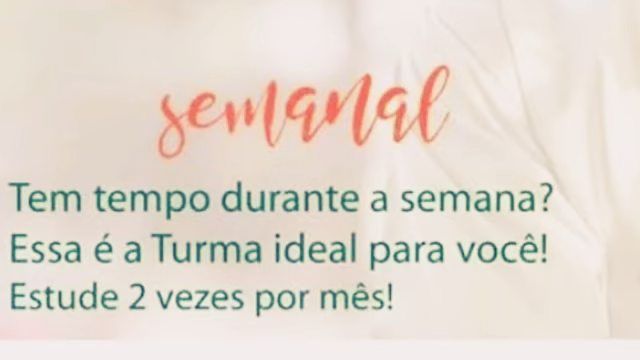 semanal
Tem tempo durante a semana?
Essa é a Turma ideal para você!
Estude 2 vezes por mês!